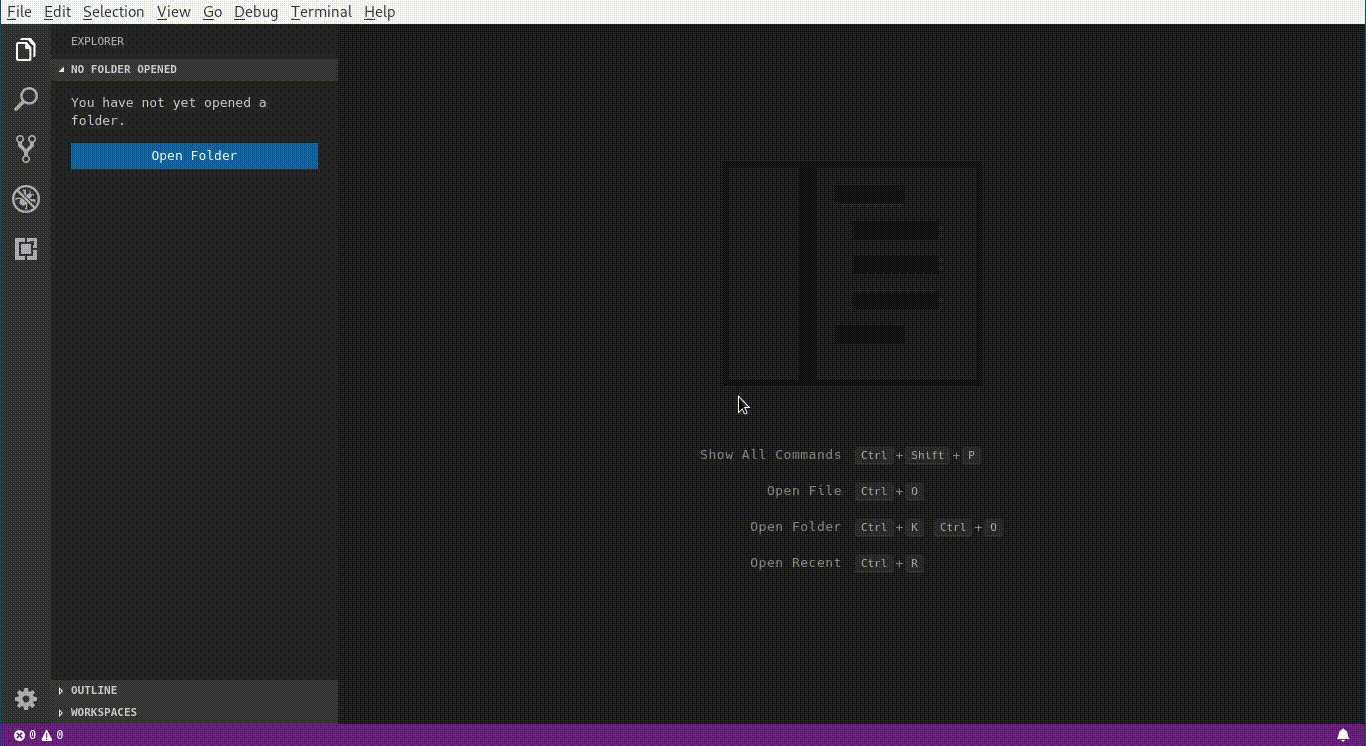 File Edit Selection View Go Debug Terminal Help
EXPLORER
NO FOLDER OPENED
You have not yet opened a
folder.
Open Folder
Show All Commands Ctrl + Shift + P
Open File Ctrl + O
Open Folder Ctrl + K Ctrl + O
Open Recent Ctrl + R
OUTLINE
WORKSPACES
0 0